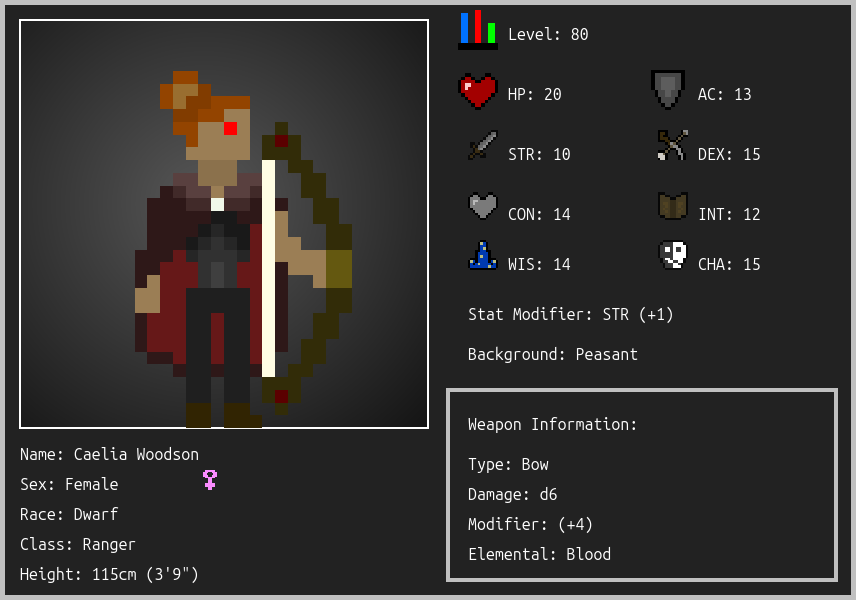 Level: 80
HP: 20
AC: 13
STR: 10
DEX: 15
CON: 14
INT: 12
WIS: 14
CHA: 15
Stat Modifier: STR (+1)
Background: Peasant
Name: Caelia Woodson
Sex: Female
Race: Dwarf
Class: Ranger
Height: 115cm (3'9")
Weapon Information:
Type: Bow
Damage: d6
Modifier: (+4)
Elemental: Blood